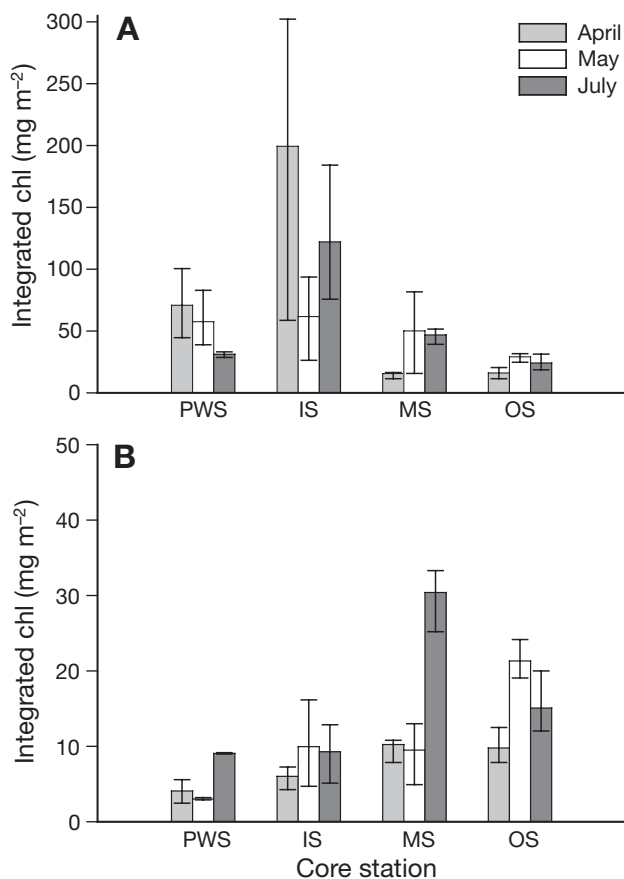 A
April
May
July
Integrated chl (mg m⁻²)
300
250
200
150
100
50
0
PWS IS MS OS
B
Integrated chl (mg m⁻²)
50
40
30
20
10
0
PWS IS MS OS
Core station